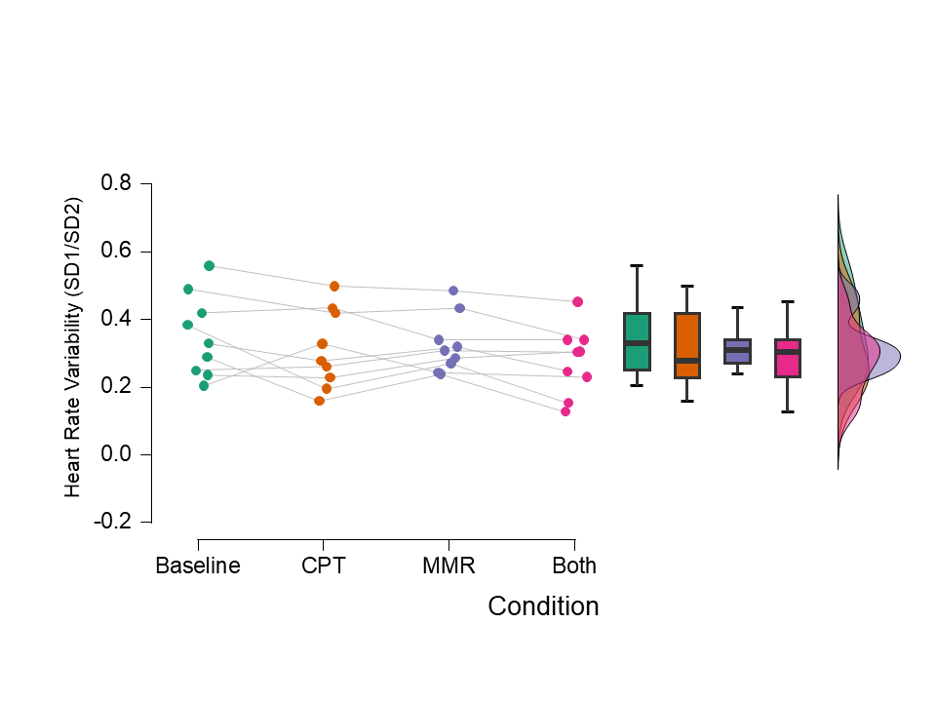 Heart Rate Variability (SD1/SD2)
0.8
0.6
0.4
0.2
0.0
-0.2
Baseline CPT MMR Both
Condition